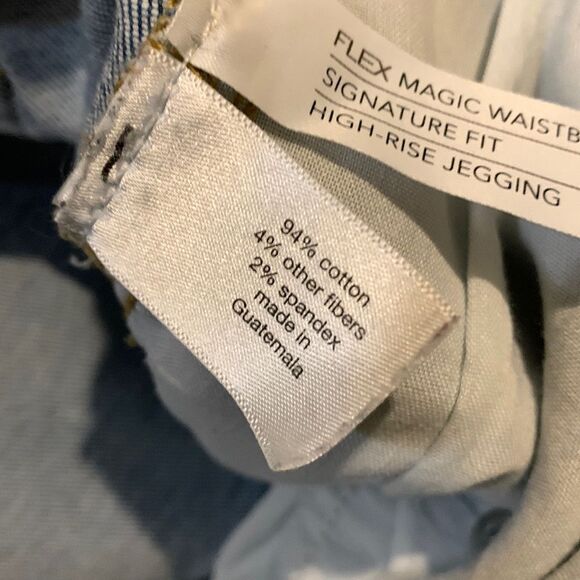 FLEX MAGIC WAISTB
SIGNATURE FIT
HIGH-RISE JEGGING
94% cotton
4% other fibers
2% spandex
made in
Guatemala